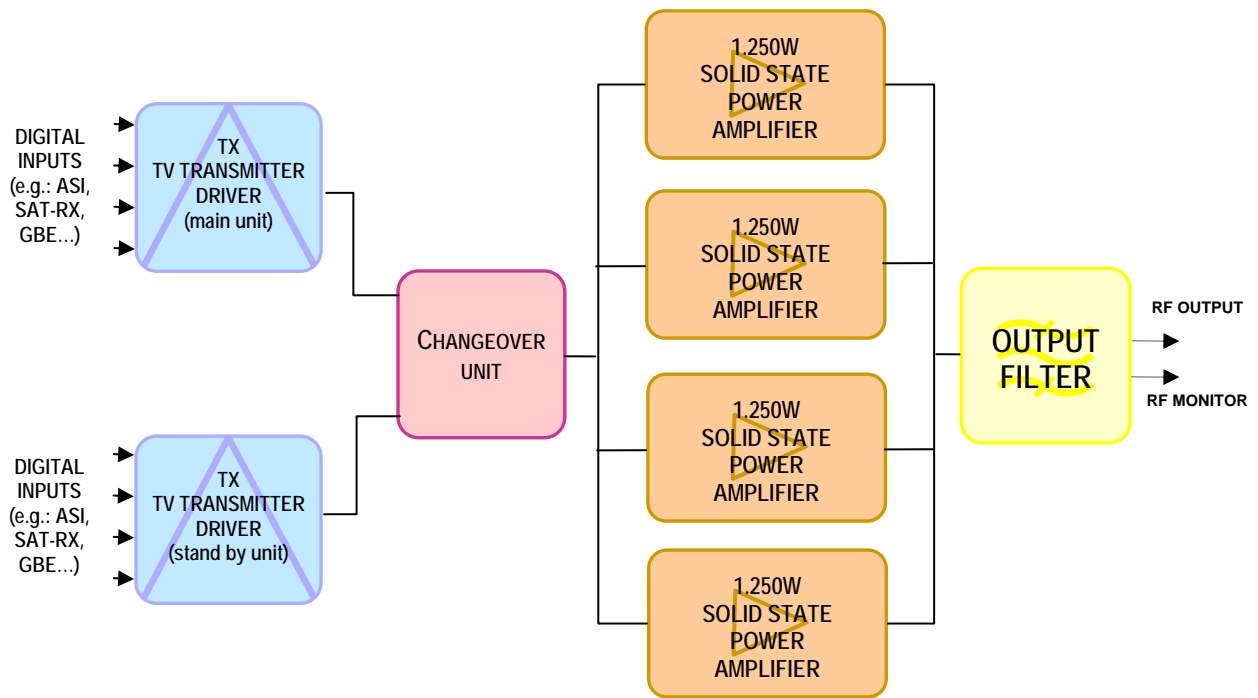 DIGITAL
INPUTS
(e.g.: ASI,
SAT-RX,
GBE…)
TX
TV TRANSMITTER
DRIVER
(main unit)
DIGITAL
INPUTS
(e.g.: ASI,
SAT-RX,
GBE…)
TX
TV TRANSMITTER
DRIVER
(stand by unit)
CHANGEOVER
UNIT
1.250W
SOLID STATE
POWER
AMPLIFIER
1.250W
SOLID STATE
POWER
AMPLIFIER
1.250W
SOLID STATE
POWER
AMPLIFIER
1.250W
SOLID STATE
POWER
AMPLIFIER
OUTPUT
FILTER
RF OUTPUT
RF MONITOR